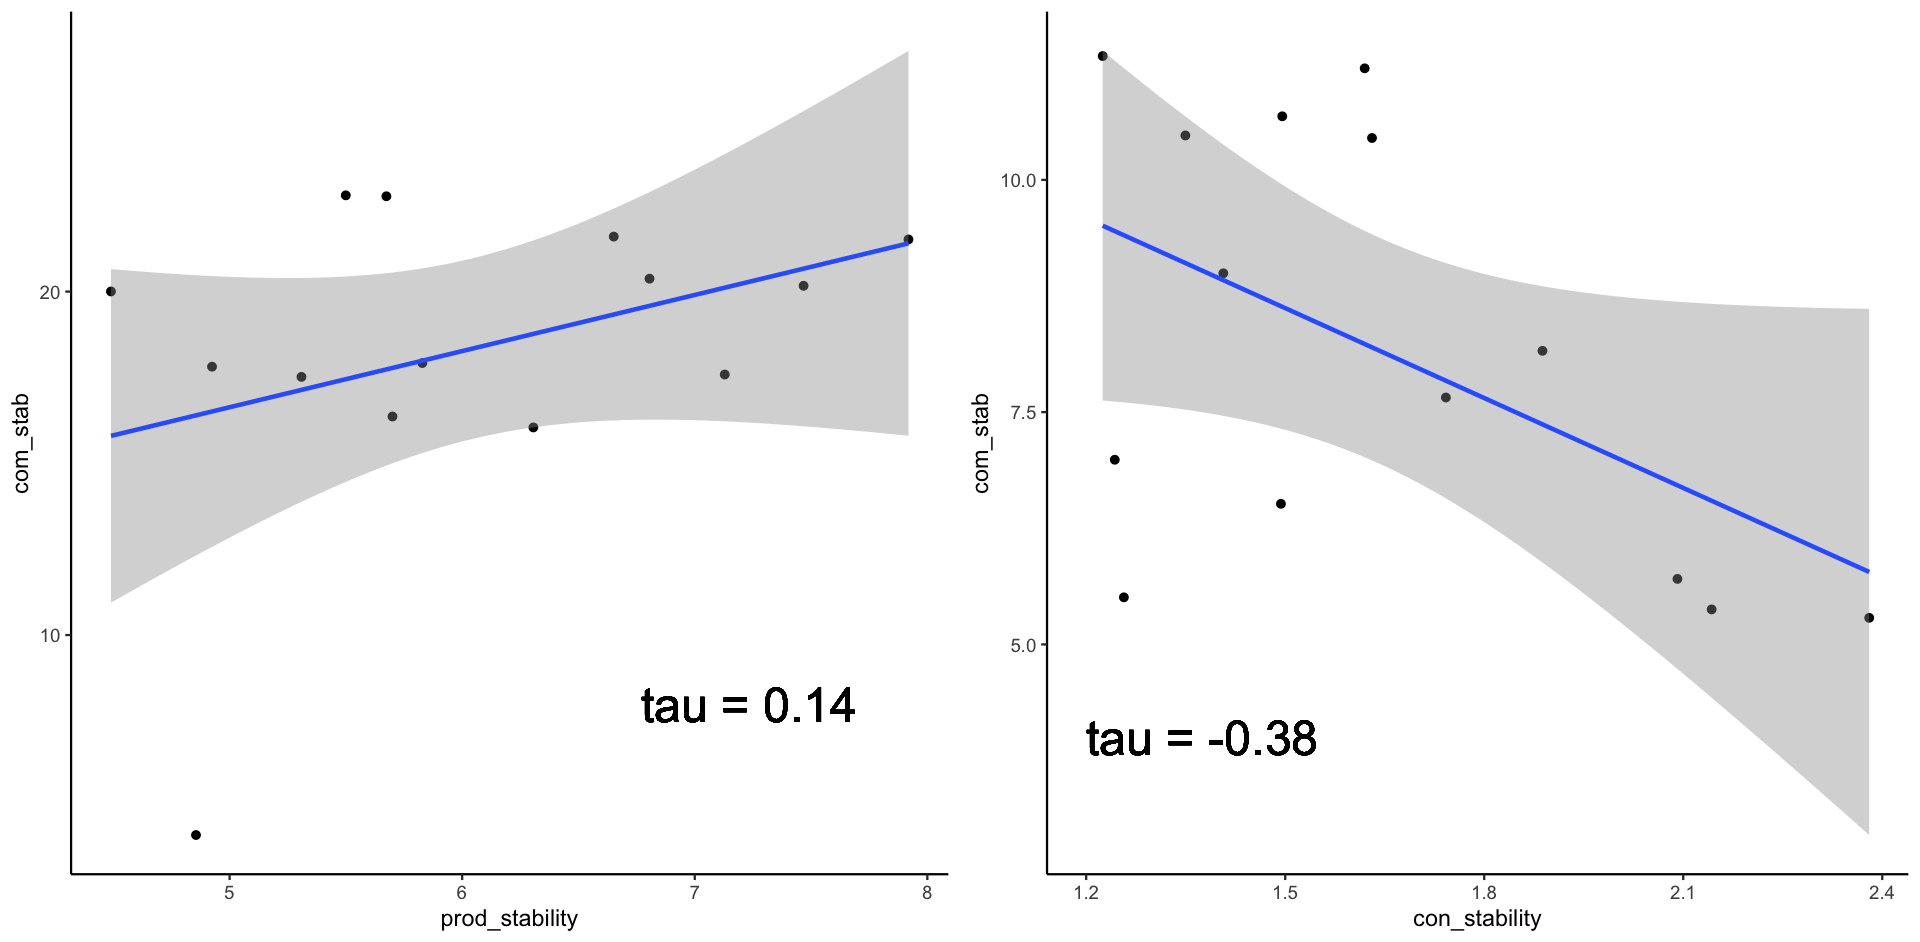 com_stab
20
10
tau = 0.14
5
6
7
8
prod_stability
com_stab
10.0
7.5
5.0
tau = -0.38
1.2
1.5
1.8
2.1
2.4
con_stability